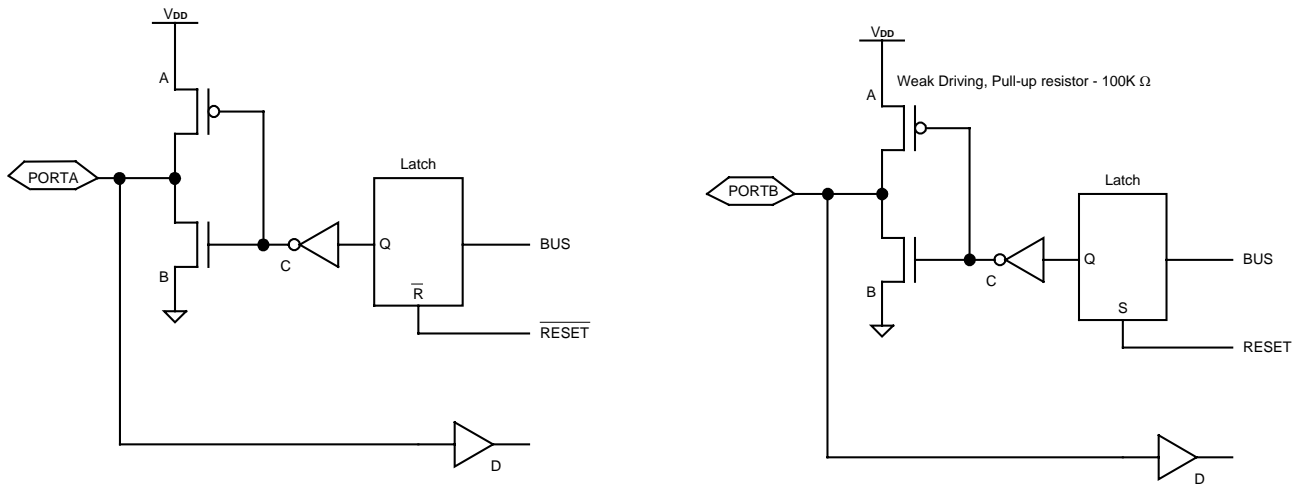 VDD
A
PORTA
B
C
Latch
Q
R
BUS
RESET
D
VDD
Weak Driving, Pull-up resistor - 100K Ω
A
PORTB
B
C
Latch
Q
S
BUS
RESET
D